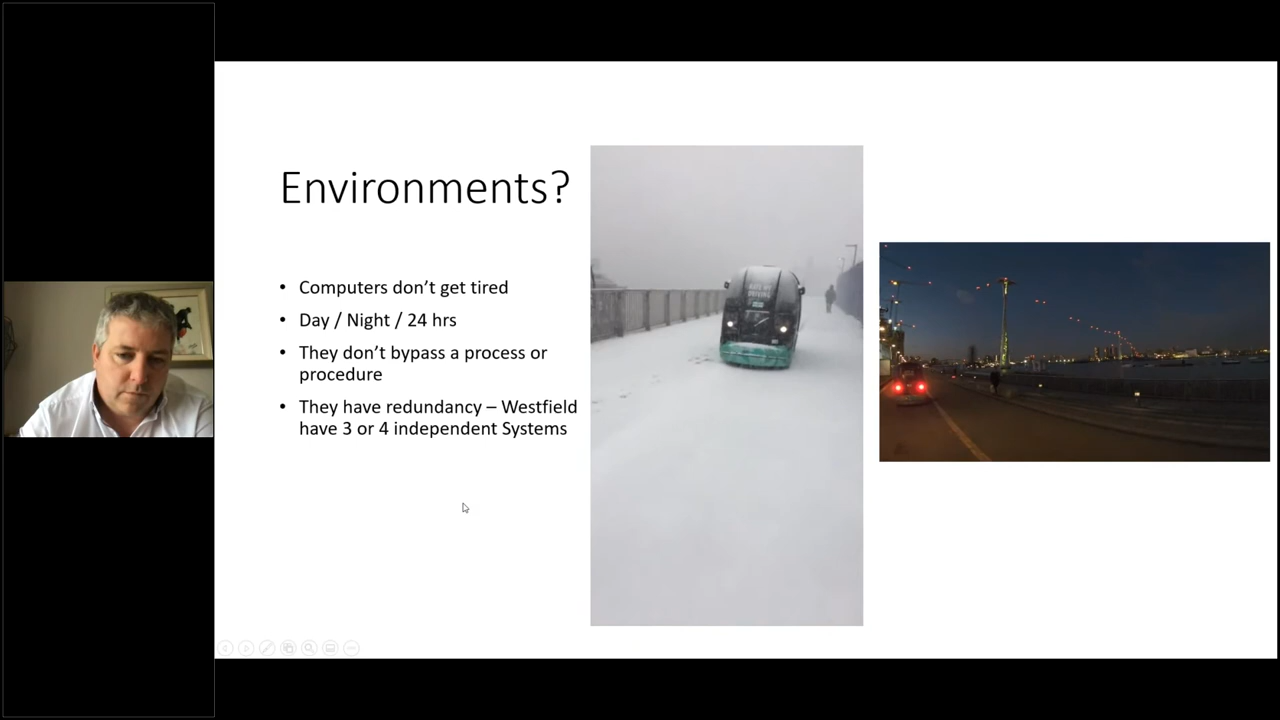 Environments?
• Computers don’t get tired
• Day / Night / 24 hrs
• They don’t bypass a process or
procedure
• They have redundancy – Westfield
have 3 or 4 independent Systems